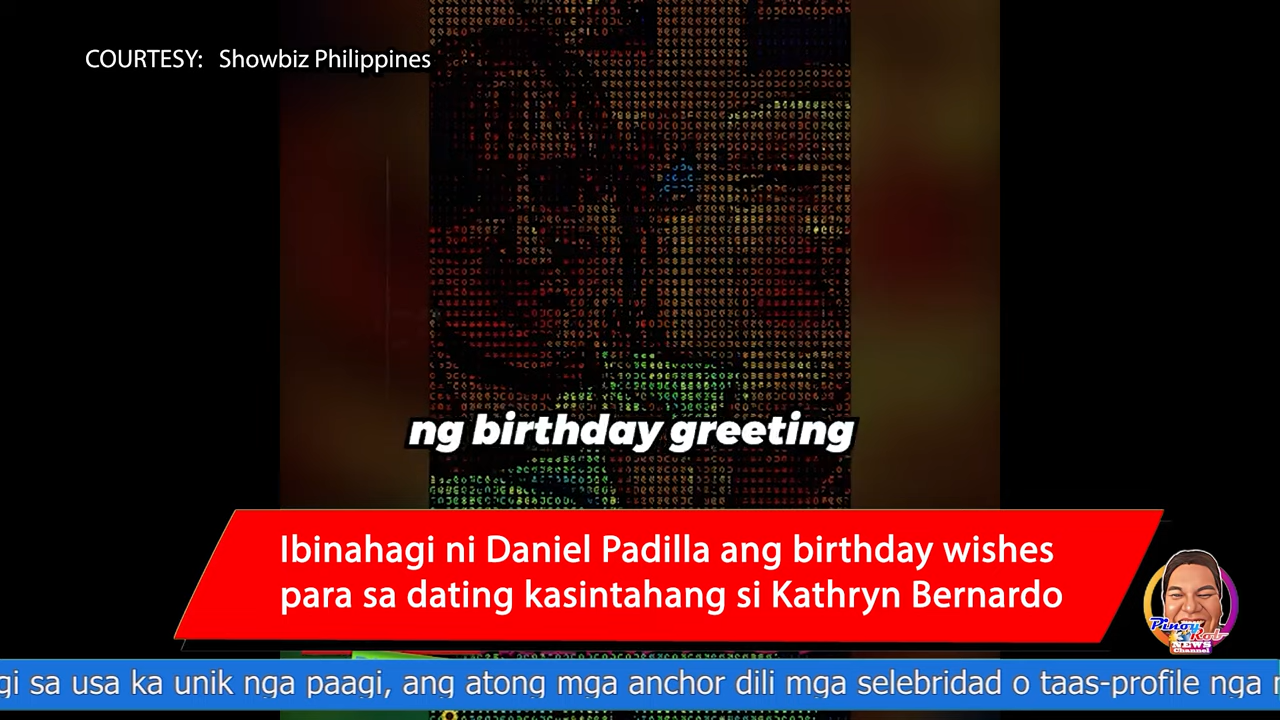 COURTESY: Showbiz Philippines
ng birthday greeting
Ibinahagi ni Daniel Padilla ang birthday wishes
para sa dating kasintahang si Kathryn Bernardo
Pinoy
Rob
NEWS
Channel
gi sa usa ka unik nga paagi, ang atong mga anchor dili mga selebridad o taas-profile nga